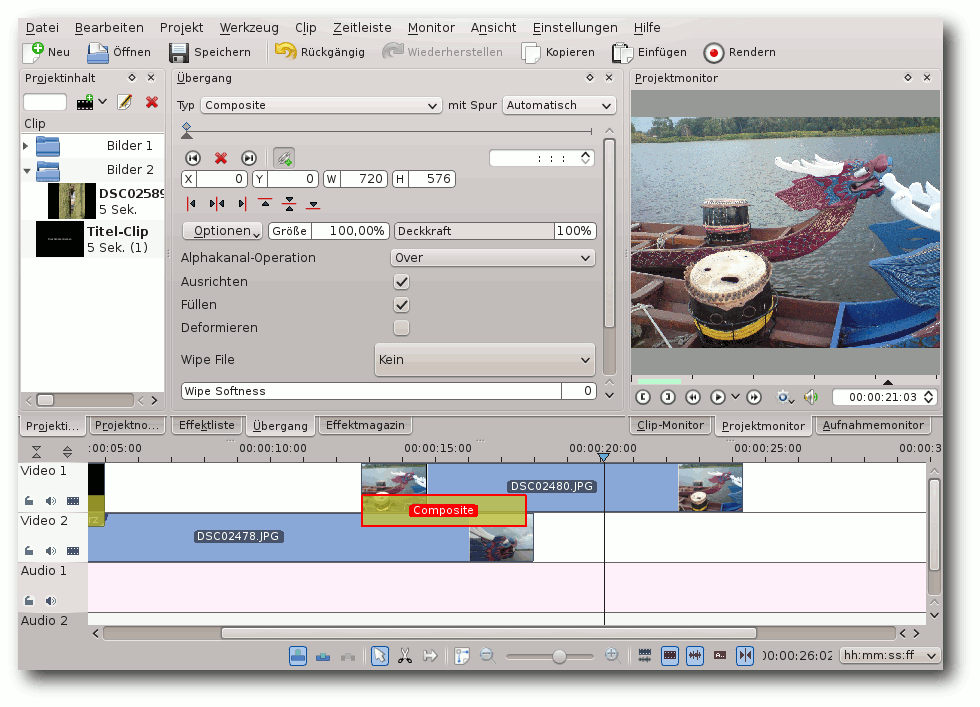 Datei Bearbeiten Projekt Werkzeug Clip Zeitleiste Monitor Ansicht Einstellungen Hilfe
Neu Öffnen Speichern Rückgängig Wiederherstellen Kopieren Einfügen Rendern
Projektinhalt
Clip
Bilder 1
Bilder 2
DSC02589
5 Sek.
Titel-Clip
5 Sek. (1)
Übergang
Typ Composite mit Spur Automatisch
: : :
X 0 Y 0 W 720 H 576
Optionen Größe 100,00% Deckkraft 100%
Alphakanal-Operation Over
Ausrichten
Füllen
Deformieren
Wipe File Kein
Wipe Softness 0
Projektmonitor
00:00:21:03
Projekti... Projektno... Effektliste Übergang Effektmagazin Clip-Monitor Projektmonitor Aufnahmemonitor
:00:05:00 00:00:10:00 00:00:15:00 00:00:20:00 00:00:25:00 00:00:3
Video 1
DSC02480.JPG
Composite
Video 2
DSC02478.JPG
Audio 1
Audio 2
00:00:26:02 hh:mm:ss:ff